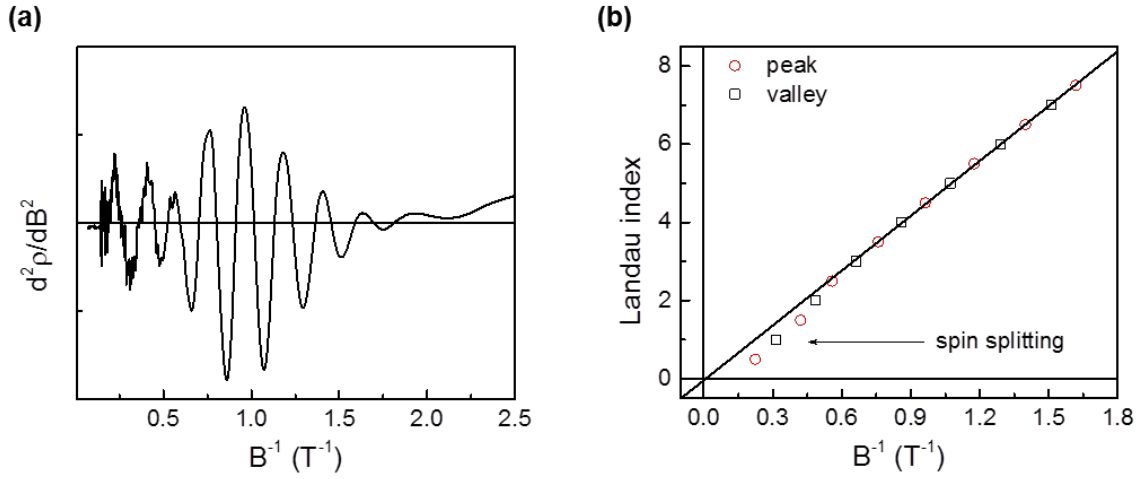 (a)
d²ρ/dB²
0.5 1.0 1.5 2.0 2.5
B⁻¹ (T⁻¹)
(b)
peak
valley
Landau index
8
6
4
2
0
spin splitting
0.0 0.3 0.6 0.9 1.2 1.5 1.8
B⁻¹ (T⁻¹)